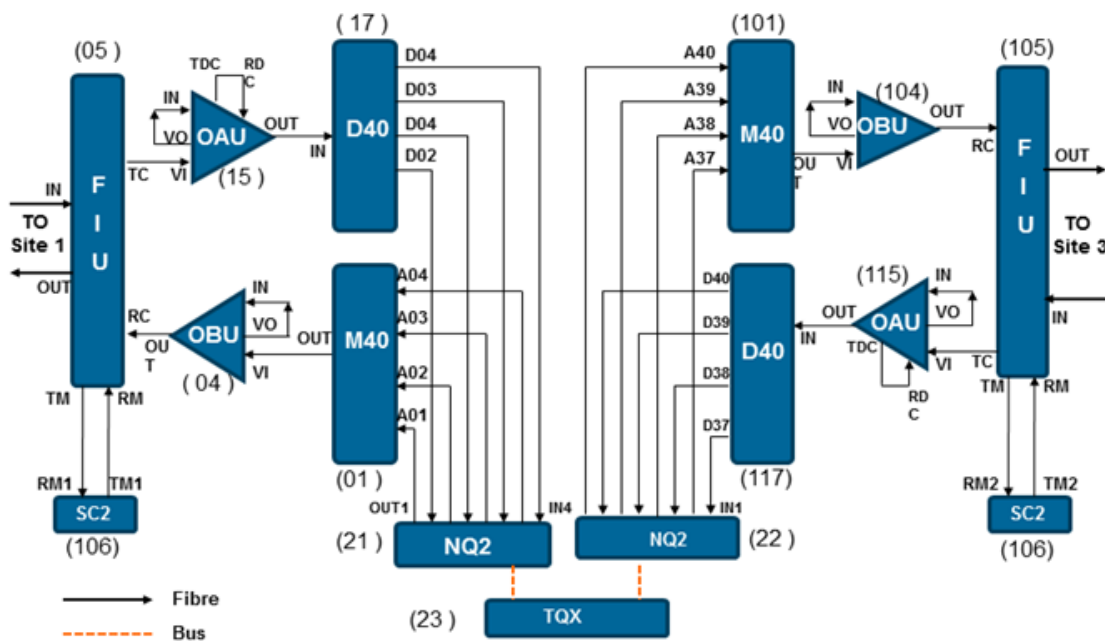 ( 17 )
(101)
(05 )
D04
A40
(105)
TDC
RD
C
D03
A39
(104)
IN
OAU
OUT
D40
D04
A38
M40
IN
OBU
OUT
VO
IN
D02
A37
VO
RC
F
I
U
TC
VI
(15 )
OU
T
VI
F
I
U
OUT
IN
TO
Site 1
OUT
TO
Site 3
IN
A04
D40
(115)
IN
IN
OUT
OAU
VO
RC
OBU
VO
OUT
M40
A03
D39
D40
IN
TDC
VI
TC
OU
T
( 04 )
VI
A02
D38
RD
C
TM
RM
TM
RM
A01
D37
(01)
(117)
RM1
TM1
OUT1
IN4
IN1
RM2
TM2
SC2
(106)
(21 )
NQ2
NQ2
(22 )
SC2
(106)
Fibre
(23 )
TQX
Bus